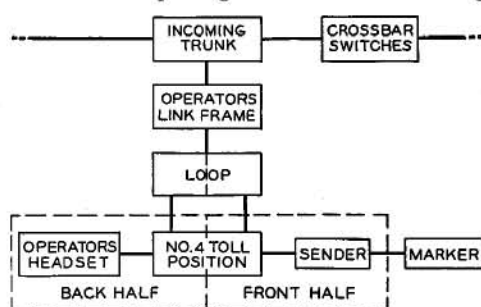 INCOMING
TRUNK
CROSSBAR
SWITCHES
OPERATORS
LINK FRAME
LOOP
OPERATORS
HEADSET
NO.4 TOLL
POSITION
SENDER
MARKER
BACK HALF
FRONT HALF